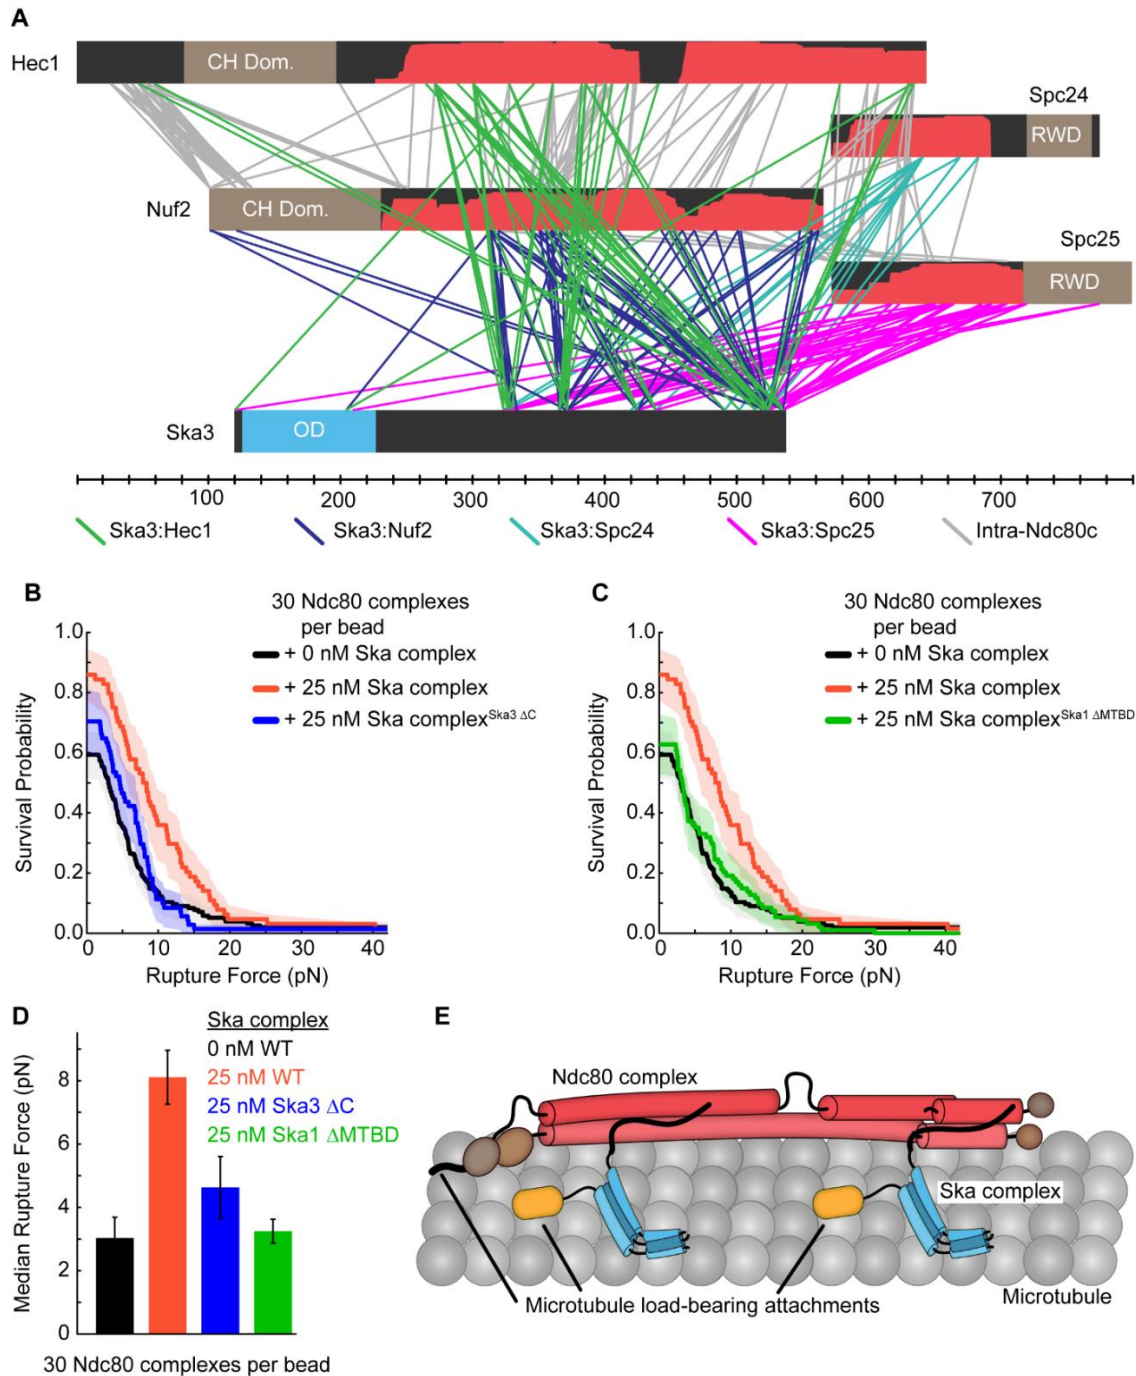 A
Hec1
CH Dom.
Spc24
RWD
Nuf2
CH Dom.
Spc25
RWD
Ska3
OD
100 200 300 400 500 600 700
Ska3:Hec1 Ska3:Nuf2 Ska3:Spc24 Ska3:Spc25 Intra-Ndc80c
B
30 Ndc80 complexes
per bead
+ 0 nM Ska complex
+ 25 nM Ska complex
+ 25 nM Ska complex^Ska3 ΔC
Survival Probability
1.0
0.8
0.6
0.4
0.2
0.0
0 10 20 30 40
Rupture Force (pN)
C
30 Ndc80 complexes
per bead
+ 0 nM Ska complex
+ 25 nM Ska complex
+ 25 nM Ska complex^Ska1 ΔMTBD
Survival Probability
1.0
0.8
0.6
0.4
0.2
0.0
0 10 20 30 40
Rupture Force (pN)
D
Ska complex
0 nM WT
25 nM WT
25 nM Ska3 ΔC
25 nM Ska1 ΔMTBD
Median Rupture Force (pN)
8
6
4
2
0
30 Ndc80 complexes per bead
E
Ndc80 complex
Ska complex
Microtubule load-bearing attachments
Microtubule